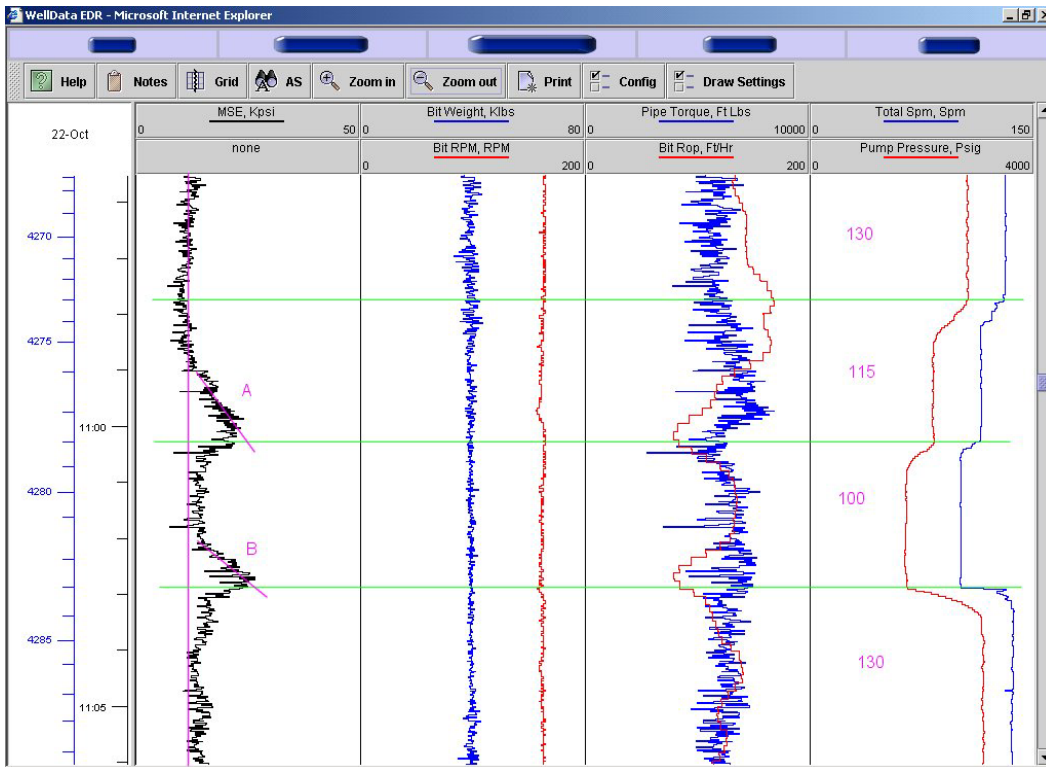 WellData EDR - Microsoft Internet Explorer
Help Notes Grid AS Zoom in Zoom out Print Config Draw Settings
22-Oct
MSE, Kpsi Bit Weight, Klbs Pipe Torque, Ft Lbs Total Spm, Spm
0 50 0 80 0 10000 0 150
none Bit RPM, RPM Bit Rop, Ft/Hr Pump Pressure, Psig
0 200 0 200 0 4000
4270 130
4275
115
A
11:00
4280 100
B
4285
130
11:05